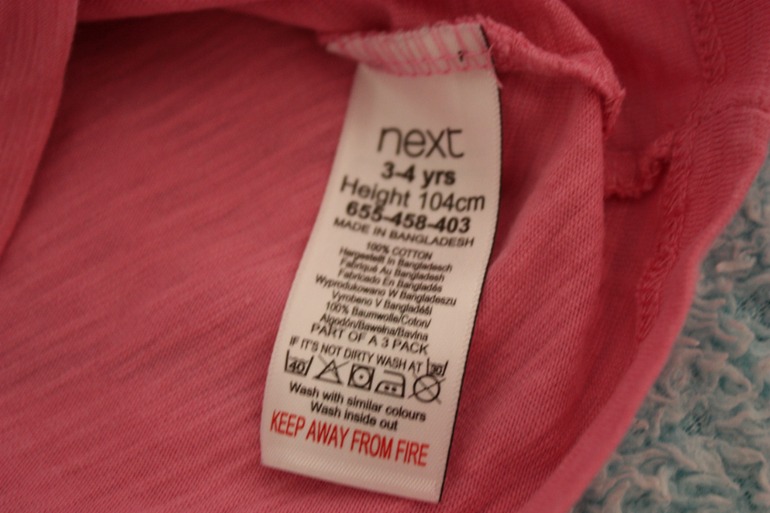 next
3-4 yrs
Height 104cm
655-458-403
MADE IN BANGLADESH
100% COTTON
Hergestellt in Bangladesch
Fabriqué Au Bangladesh
Fabricado En Bangladés
Wyprodukowano W Bangladeszu
Vyrobeno V Bangladéši
100% Baumwolle/Coton/
Algodón/Bawełna/Bavlna
PART OF A 3 PACK
IF IT'S NOT DIRTY WASH AT 30
40
Wash with similar colours
Wash inside out
KEEP AWAY FROM FIRE